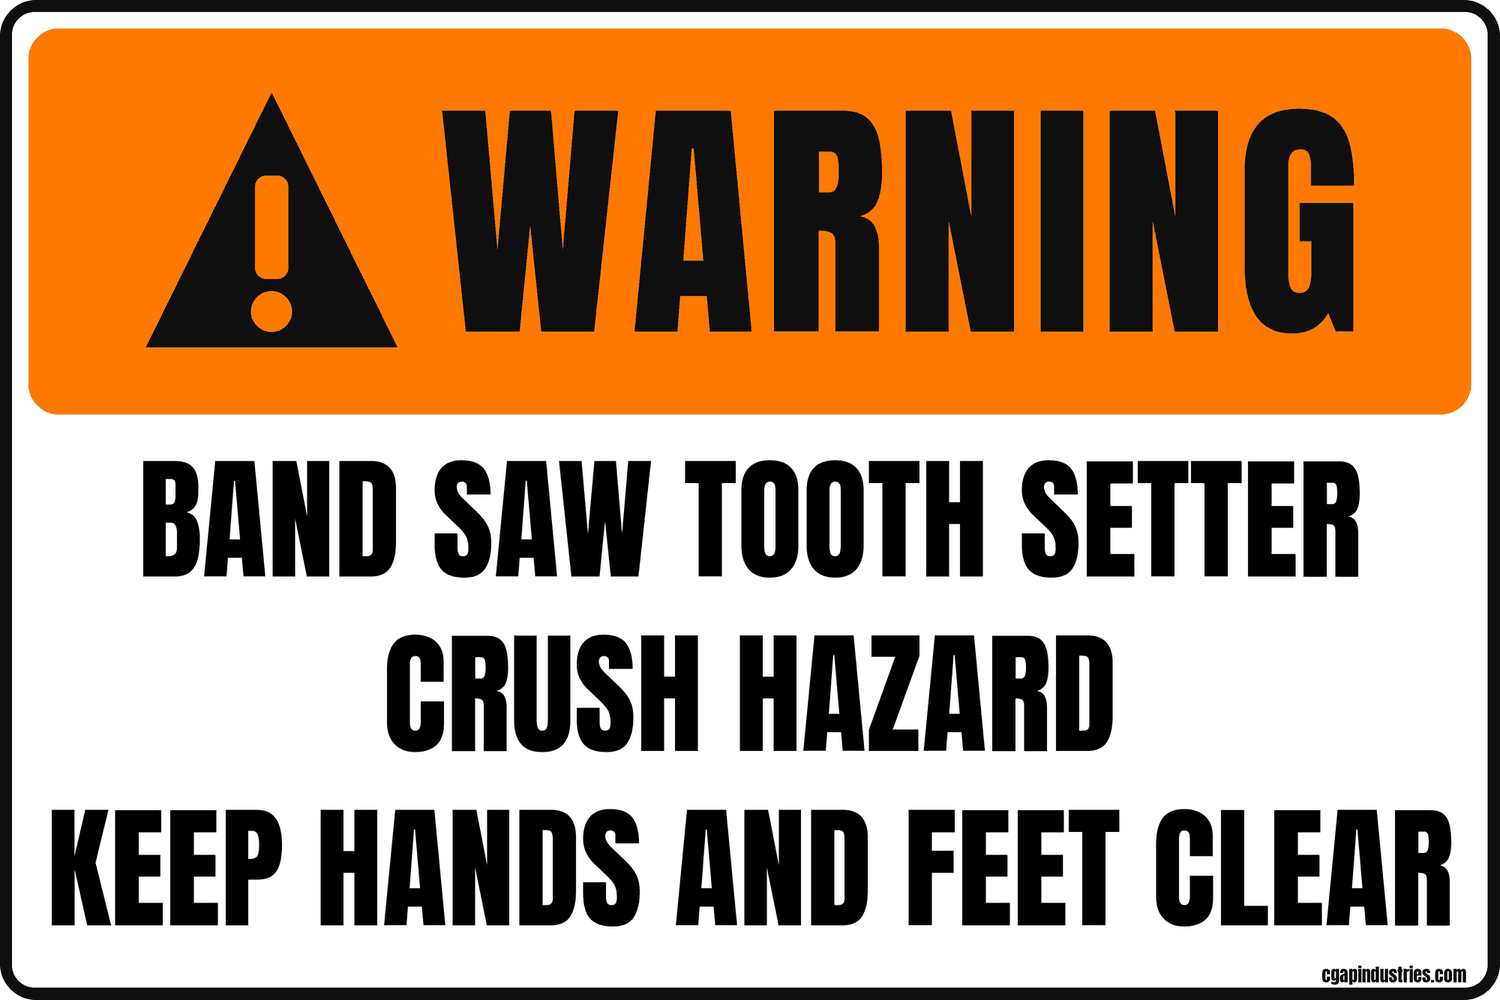 WARNING
BAND SAW TOOTH SETTER
CRUSH HAZARD
KEEP HANDS AND FEET CLEAR
cgapindustries.com